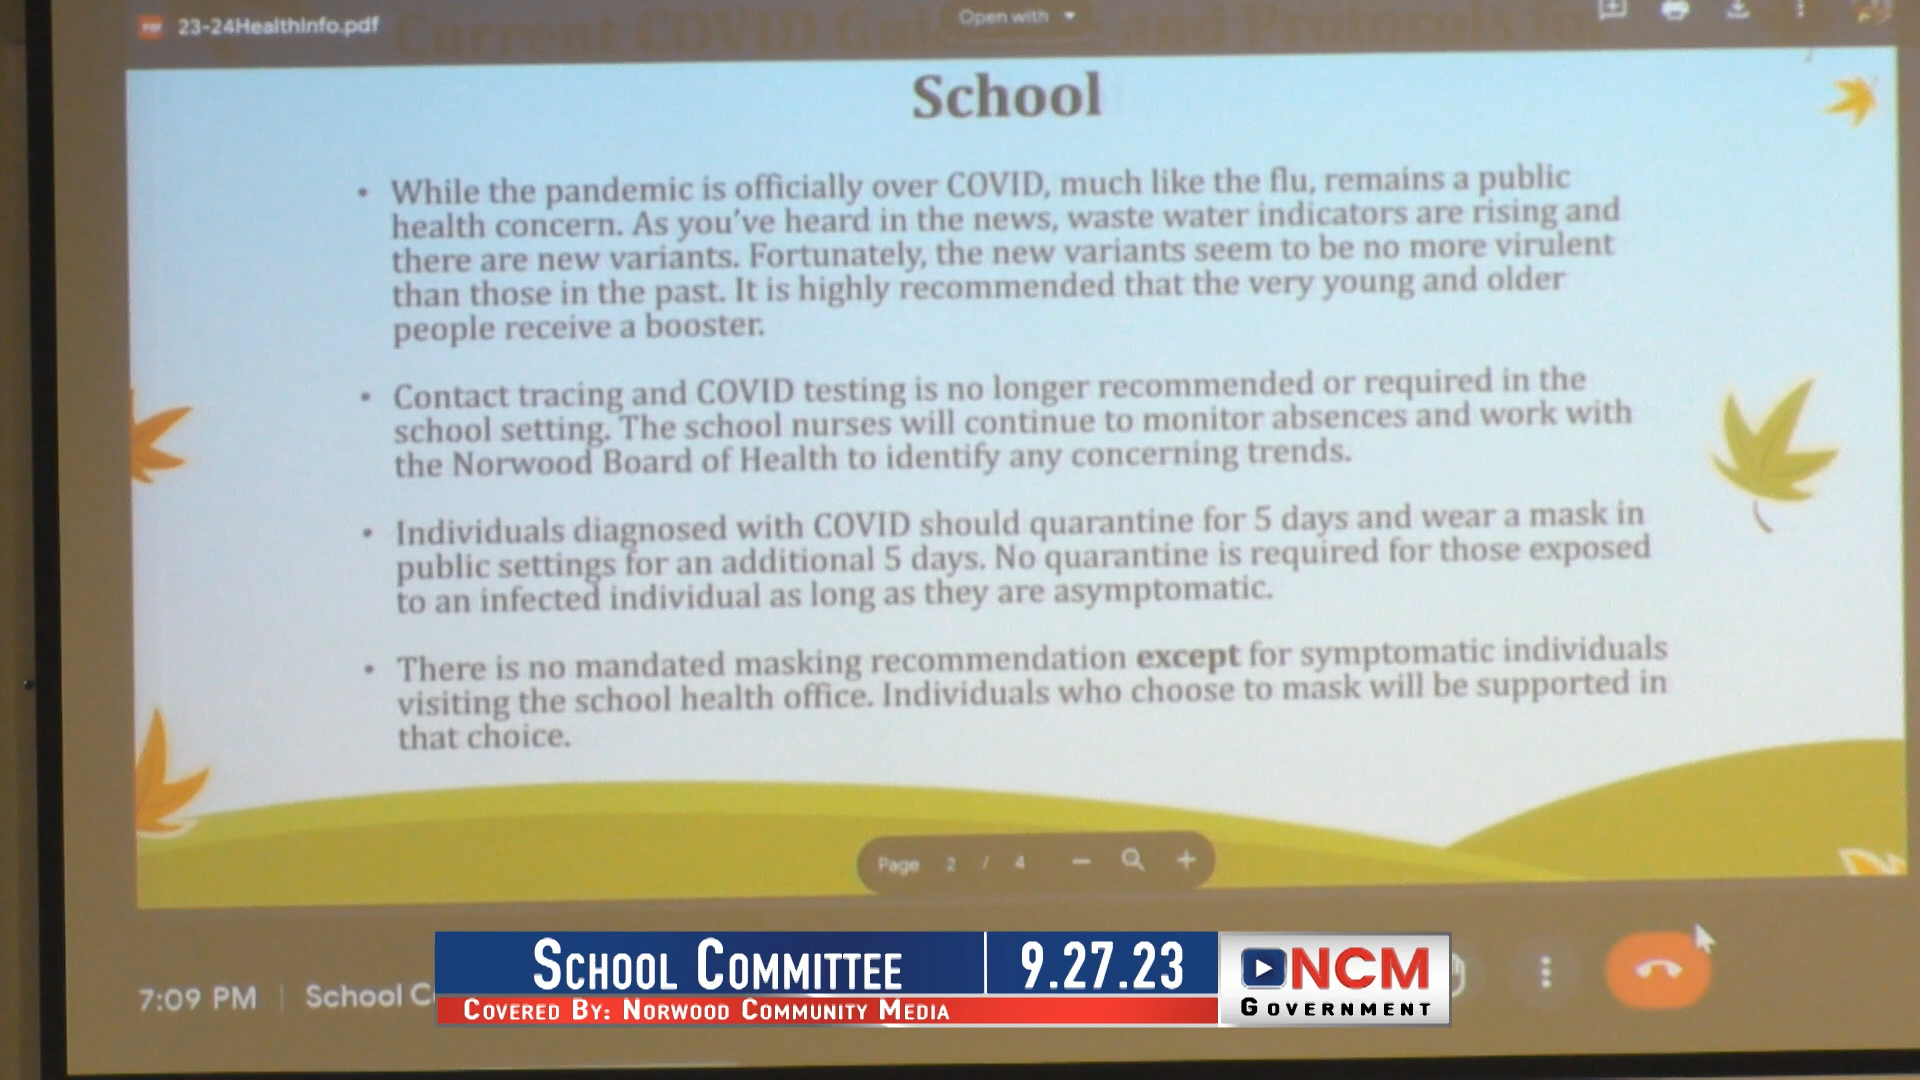 23-24HealthInfo.pdf
Open with
Current COVID Guidance and Protocols for
School
• While the pandemic is officially over COVID, much like the flu, remains a public
health concern. As you've heard in the news, waste water indicators are rising and
there are new variants. Fortunately, the new variants seem to be no more virulent
than those in the past. It is highly recommended that the very young and older
people receive a booster.
• Contact tracing and COVID testing is no longer recommended or required in the
school setting. The school nurses will continue to monitor absences and work with
the Norwood Board of Health to identify any concerning trends.
• Individuals diagnosed with COVID should quarantine for 5 days and wear a mask in
public settings for an additional 5 days. No quarantine is required for those exposed
to an infected individual as long as they are asymptomatic.
• There is no mandated masking recommendation except for symptomatic individuals
visiting the school health office. Individuals who choose to mask will be supported in
that choice.
Page 2 / 4
7:09 PM | School C
School Committee
9.27.23
NCM
Government
Covered By: Norwood Community Media